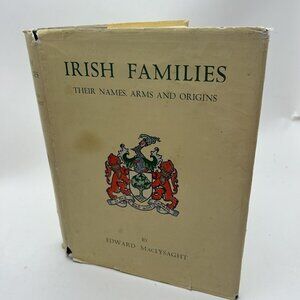 IRISH FAMILIES
THEIR NAMES, ARMS AND ORIGINS
BY
EDWARD MACLYSAGHT